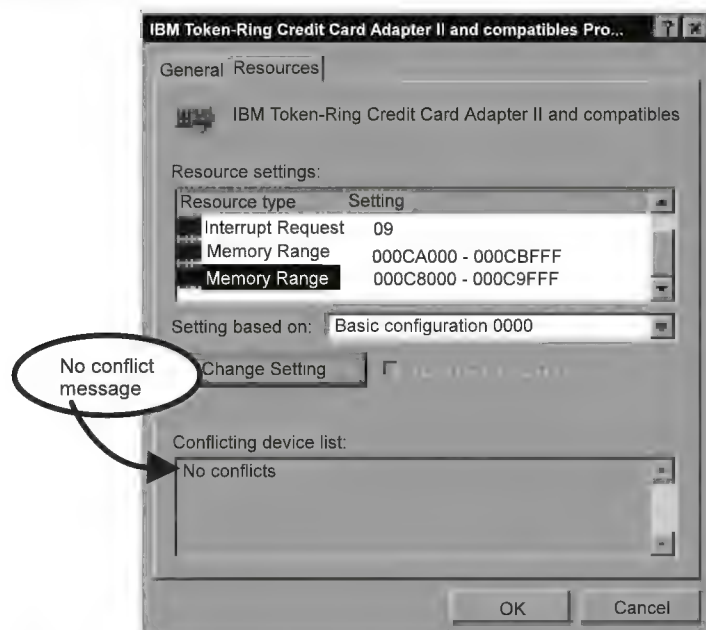 IBM Token-Ring Credit Card Adapter II and compatibles Pro...
General Resources
IBM Token-Ring Credit Card Adapter II and compatibles
Resource settings:
Resource type Setting
Interrupt Request 09
Memory Range 000CA000 - 000CBFFF
Memory Range 000C8000 - 000C9FFF
Setting based on: Basic configuration 0000
No conflict
message
Change Setting
Conflicting device list:
No conflicts
OK Cancel